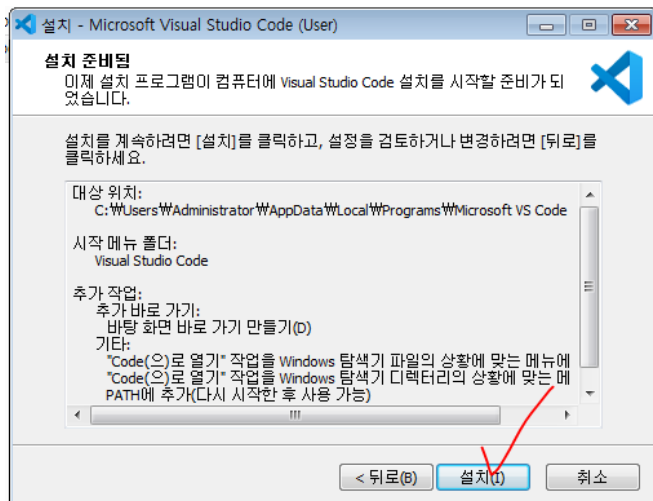 설치 - Microsoft Visual Studio Code (User)
설치 준비됨
이제 설치 프로그램이 컴퓨터에 Visual Studio Code 설치를 시작할 준비가 되
었습니다.
설치를 계속하려면 [설치]를 클릭하고, 설정을 검토하거나 변경하려면 [뒤로]를
클릭하세요.
대상 위치:
C:₩Users₩Administrator₩AppData₩Local₩Programs₩Microsoft VS Code
시작 메뉴 폴더:
Visual Studio Code
추가 작업:
추가 바로 가기:
바탕 화면 바로 가기 만들기(D)
기타:
"Code(으)로 열기" 작업을 Windows 탐색기 파일의 상황에 맞는 메뉴에
"Code(으)로 열기" 작업을 Windows 탐색기 디렉터리의 상황에 맞는 메
PATH에 추가(다시 시작한 후 사용 가능)
< 뒤로(B) 설치(I) 취소